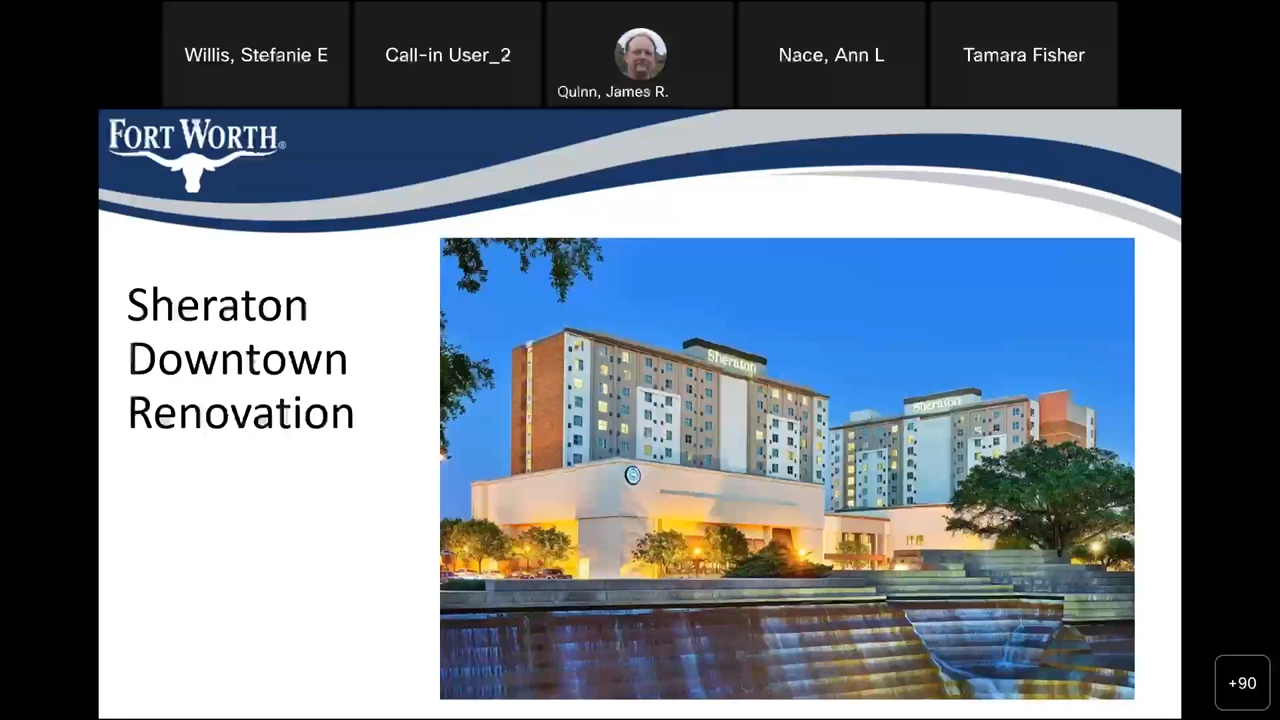 Willis, Stefanie E
Call-in User_2
Quinn, James R.
Nace, Ann L
Tamara Fisher
FORT WORTH®
Sheraton
Downtown
Renovation
Sheraton
Sheraton
+90